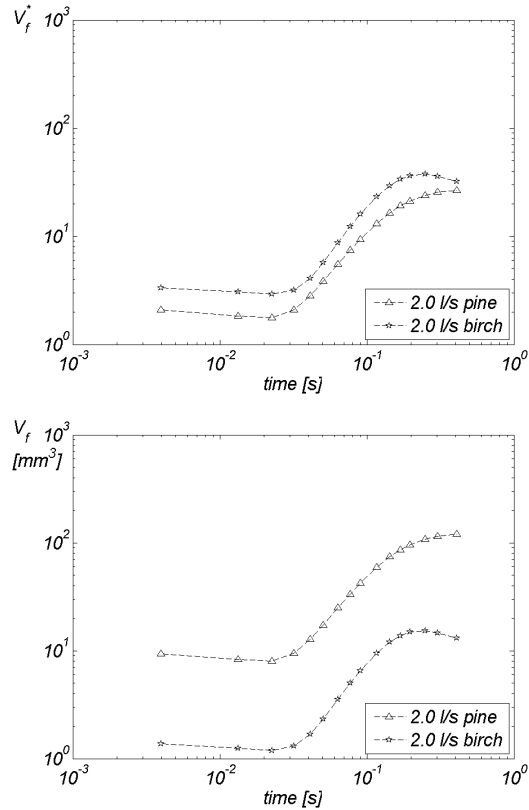 V_f^*
10^3
10^2
10^1
10^0
2.0 l/s pine
2.0 l/s birch
10^-3 10^-2 10^-1 10^0
time [s]
V_f
[mm^3]
10^3
10^2
10^1
10^0
2.0 l/s pine
2.0 l/s birch
10^-3 10^-2 10^-1 10^0
time [s]